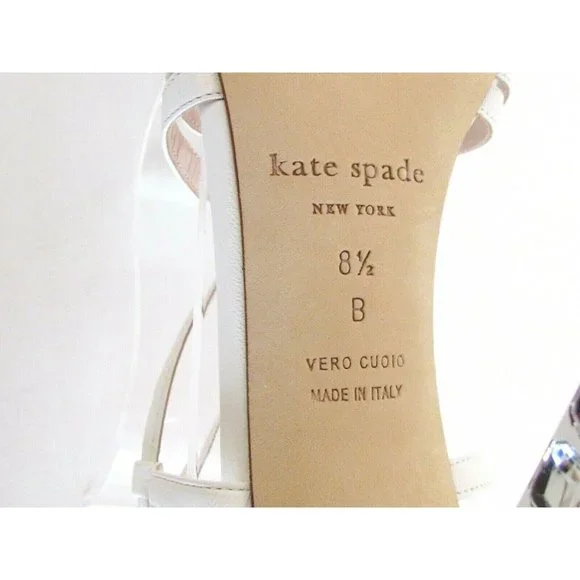 kate spade
NEW YORK
8½
B
VERO CUOIO
MADE IN ITALY